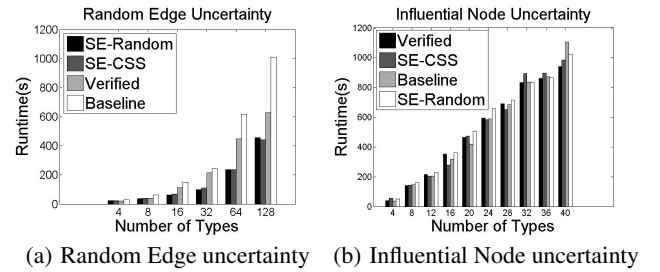 Random Edge Uncertainty
1200
1000
800
600
400
200
0
Runtime(s)
SE-Random
SE-CSS
Verified
Baseline
4 8 16 32 64 128
Number of Types
(a) Random Edge uncertainty
Influential Node Uncertainty
1200
1000
800
600
400
200
0
Runtime(s)
Verified
SE-CSS
Baseline
SE-Random
4 8 12 16 20 24 28 32 36 40
Number of Types
(b) Influential Node uncertainty